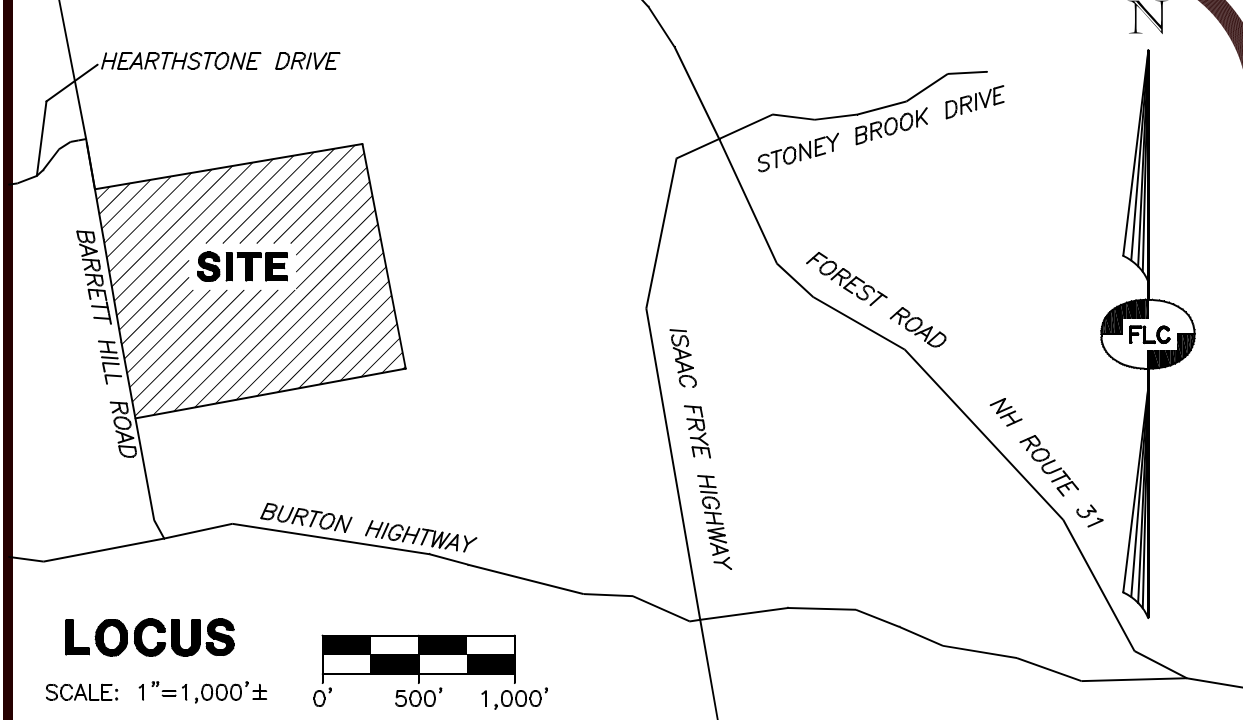 N
HEARTHSTONE DRIVE
STONEY BROOK DRIVE
SITE
BARRETT HILL ROAD
FOREST ROAD
FLC
ISAAC FRYE HIGHWAY
NH ROUTE 31
BURTON HIGHTWAY
LOCUS
SCALE: 1"=1,000'±
0' 500' 1,000'